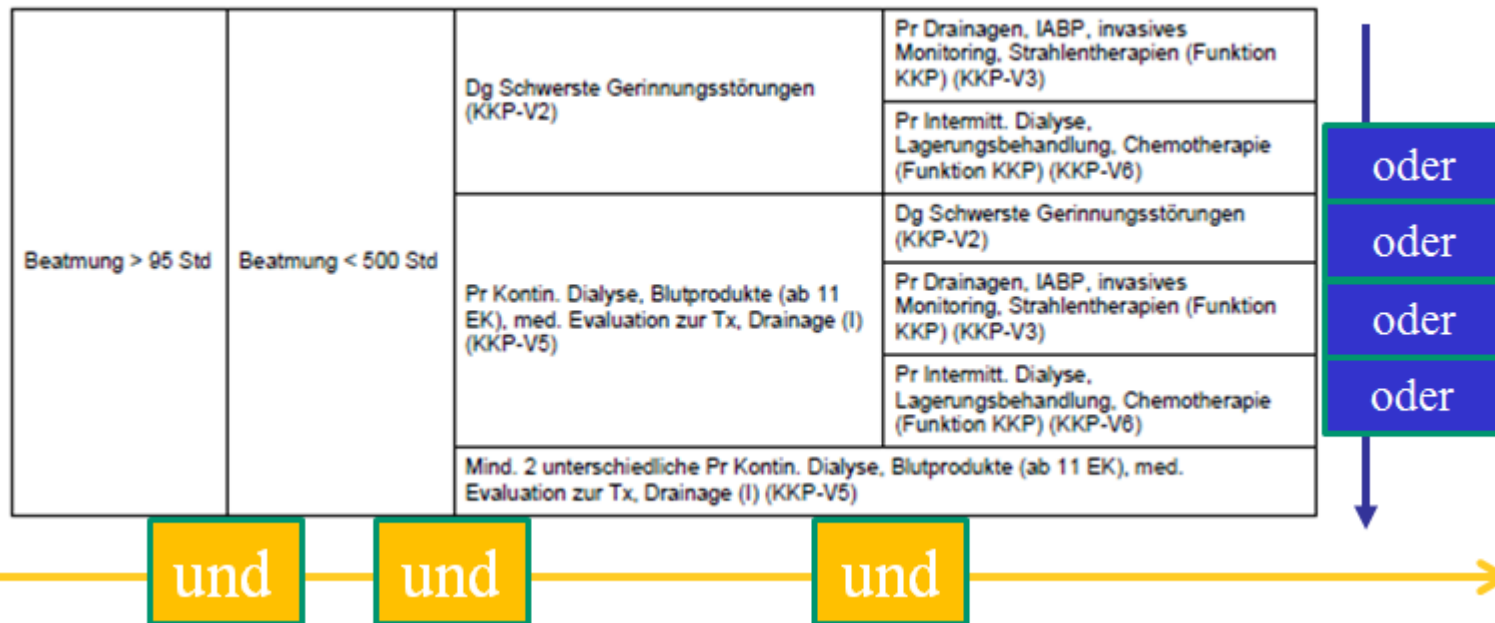 Beatmung > 95 Std
Beatmung < 500 Std
Dg Schwerste Gerinnungsstörungen
(KKP-V2)
Pr Drainagen, IABP, invasives
Monitoring, Strahlentherapien (Funktion
KKP) (KKP-V3)
Pr Intermitt. Dialyse,
Lagerungsbehandlung, Chemotherapie
(Funktion KKP) (KKP-V6)
Pr Kontin. Dialyse, Blutprodukte (ab 11
EK), med. Evaluation zur Tx, Drainage (I)
(KKP-V5)
Dg Schwerste Gerinnungsstörungen
(KKP-V2)
Pr Drainagen, IABP, invasives
Monitoring, Strahlentherapien (Funktion
KKP) (KKP-V3)
Pr Intermitt. Dialyse,
Lagerungsbehandlung, Chemotherapie
(Funktion KKP) (KKP-V6)
Mind. 2 unterschiedliche Pr Kontin. Dialyse, Blutprodukte (ab 11 EK), med.
Evaluation zur Tx, Drainage (I) (KKP-V5)
oder
oder
oder
oder
und
und
und